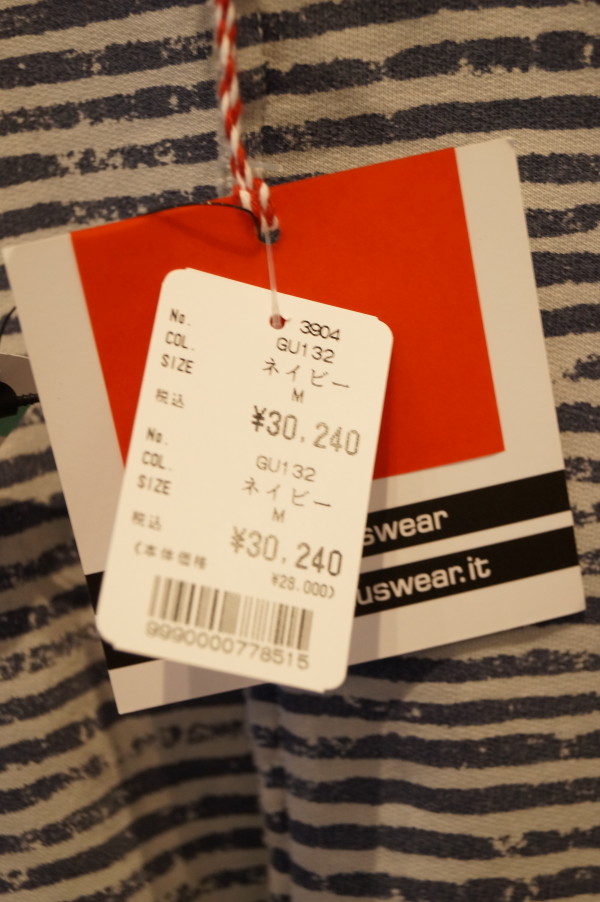 3904
No. GU132
COL. ネイビー
SIZE M
税込 ¥30,240
No. GU132
COL. ネイビー
SIZE M
税込 ¥30,240
(本体価格 ¥28,000)
9990000778515
swear
uswear.it